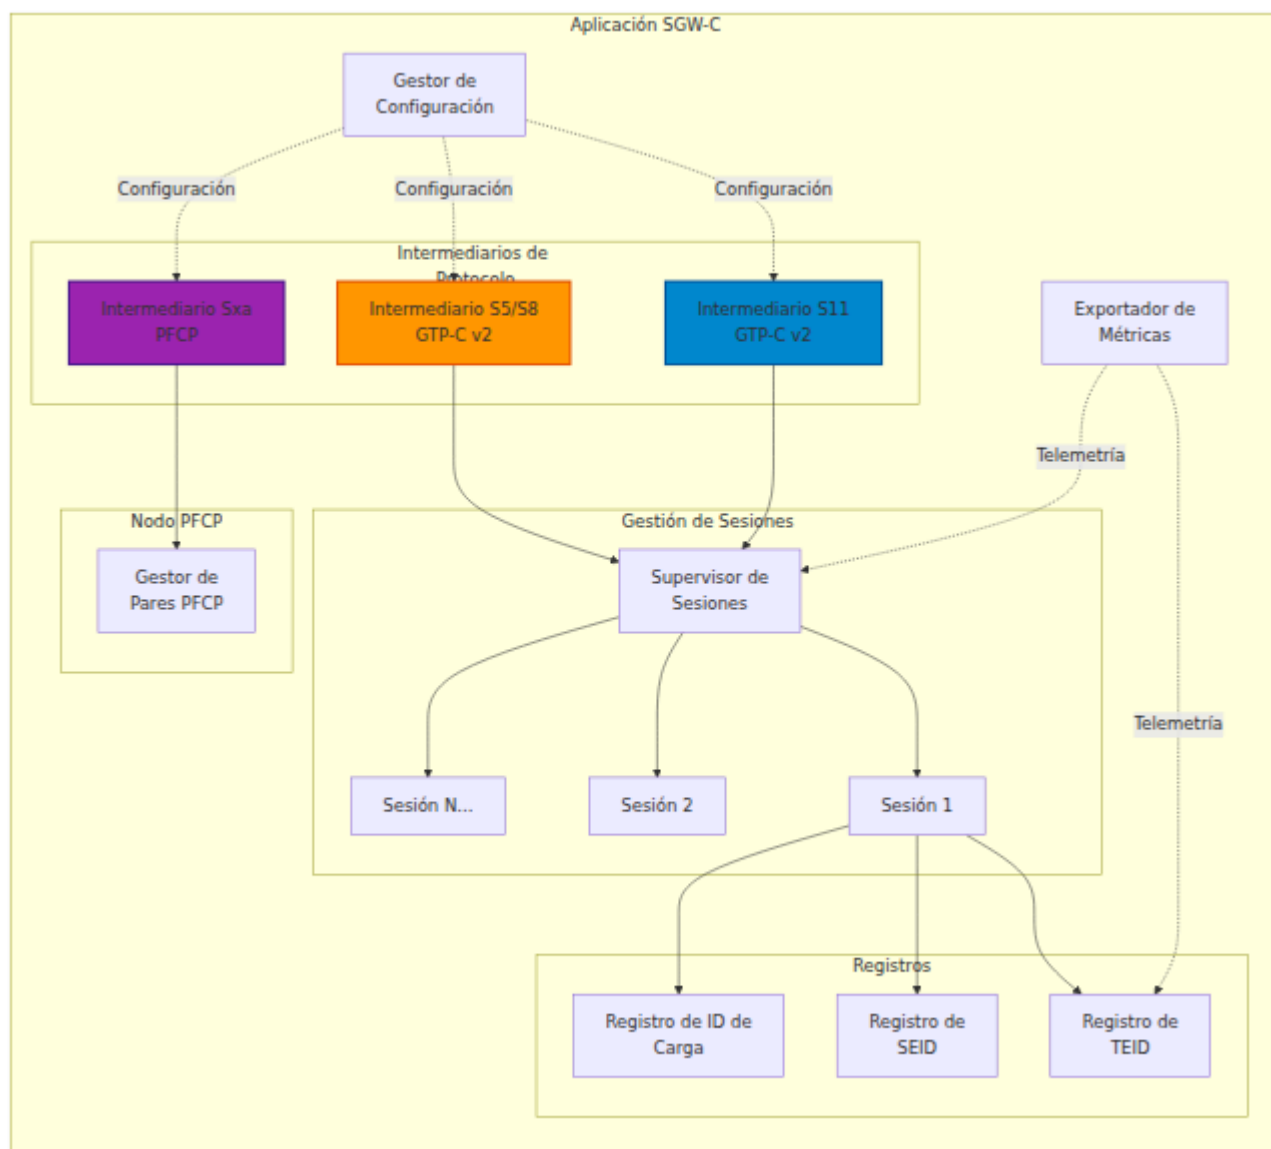 Aplicación SGW-C
Gestor de
Configuración
Configuración
Configuración
Configuración
Intermediarios de
Protocolo
Intermediario Sxa
PFCP
Intermediario S5/S8
GTP-C v2
Intermediario S11
GTP-C v2
Exportador de
Métricas
Telemetría
Nodo PFCP
Gestor de
Pares PFCP
Gestión de Sesiones
Supervisor de
Sesiones
Telemetría
Sesión N...
Sesión 2
Sesión 1
Registros
Registro de ID de
Carga
Registro de
SEID
Registro de
TEID